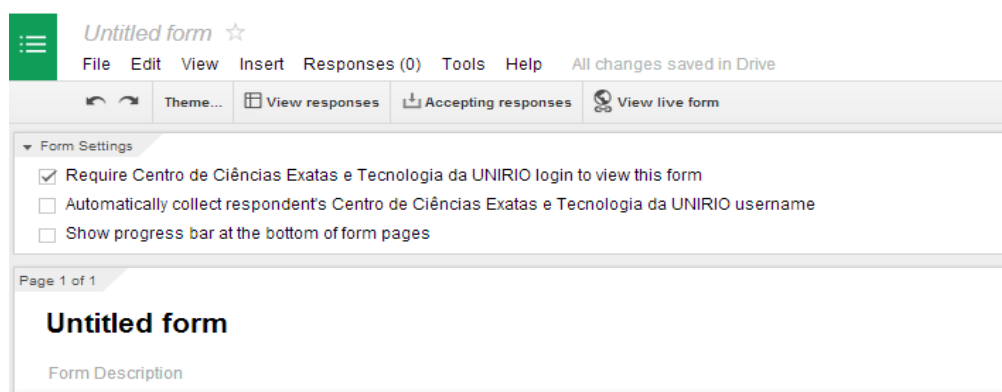 Untitled form
File Edit View Insert Responses (0) Tools Help All changes saved in Drive
Theme... View responses Accepting responses View live form
Form Settings
Require Centro de Ciências Exatas e Tecnologia da UNIRIO login to view this form
Automatically collect respondent's Centro de Ciências Exatas e Tecnologia da UNIRIO username
Show progress bar at the bottom of form pages
Page 1 of 1
Untitled form
Form Description